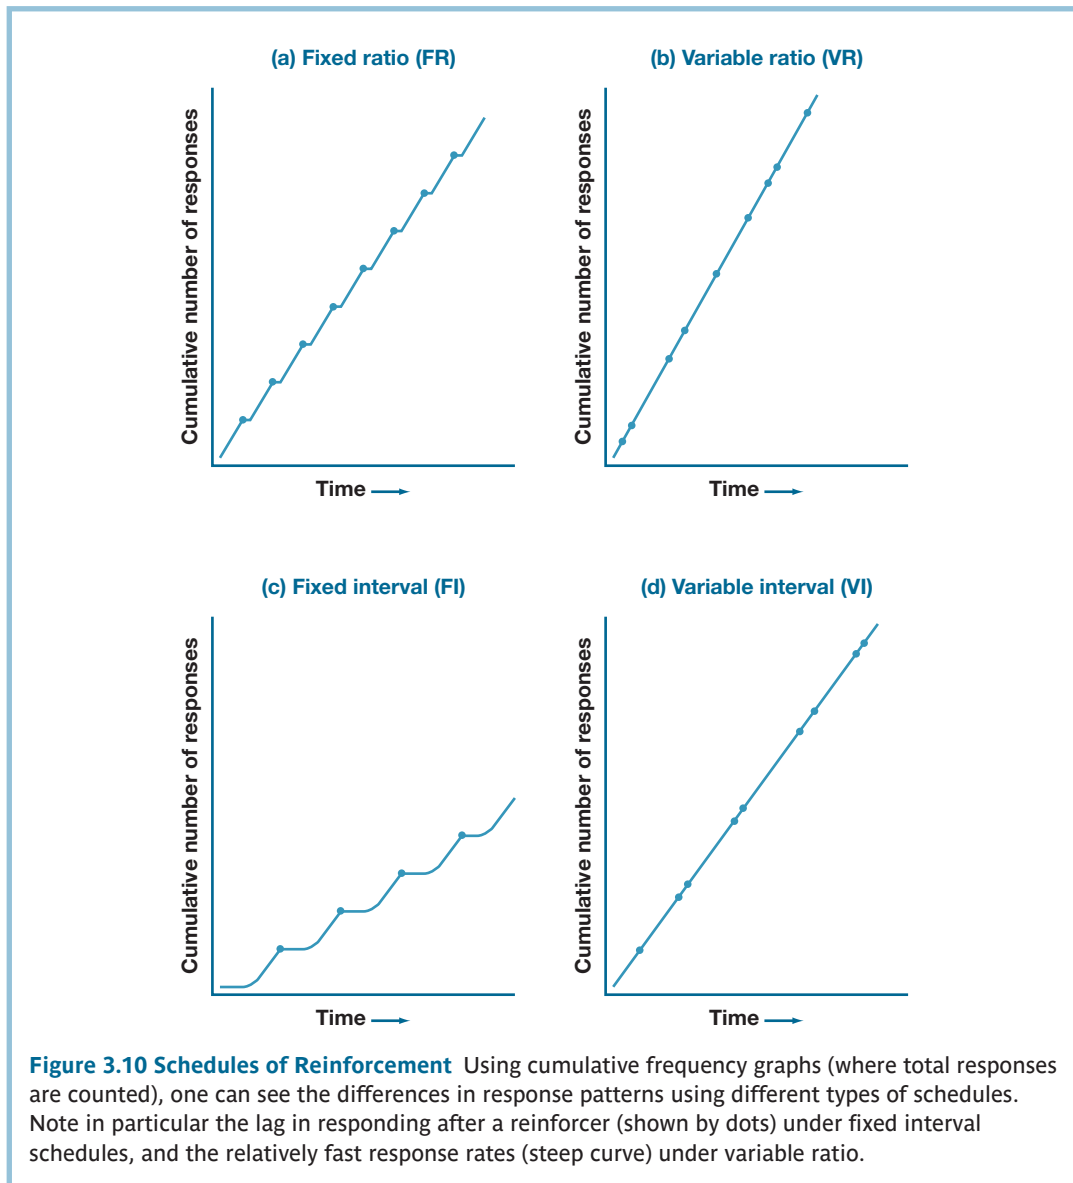 (a) Fixed ratio (FR)
Cumulative number of responses
Time
(b) Variable ratio (VR)
Cumulative number of responses
Time
(c) Fixed interval (FI)
Cumulative number of responses
Time
(d) Variable interval (VI)
Cumulative number of responses
Time
Figure 3.10 Schedules of Reinforcement Using cumulative frequency graphs (where total responses
are counted), one can see the differences in response patterns using different types of schedules.
Note in particular the lag in responding after a reinforcer (shown by dots) under fixed interval
schedules, and the relatively fast response rates (steep curve) under variable ratio.